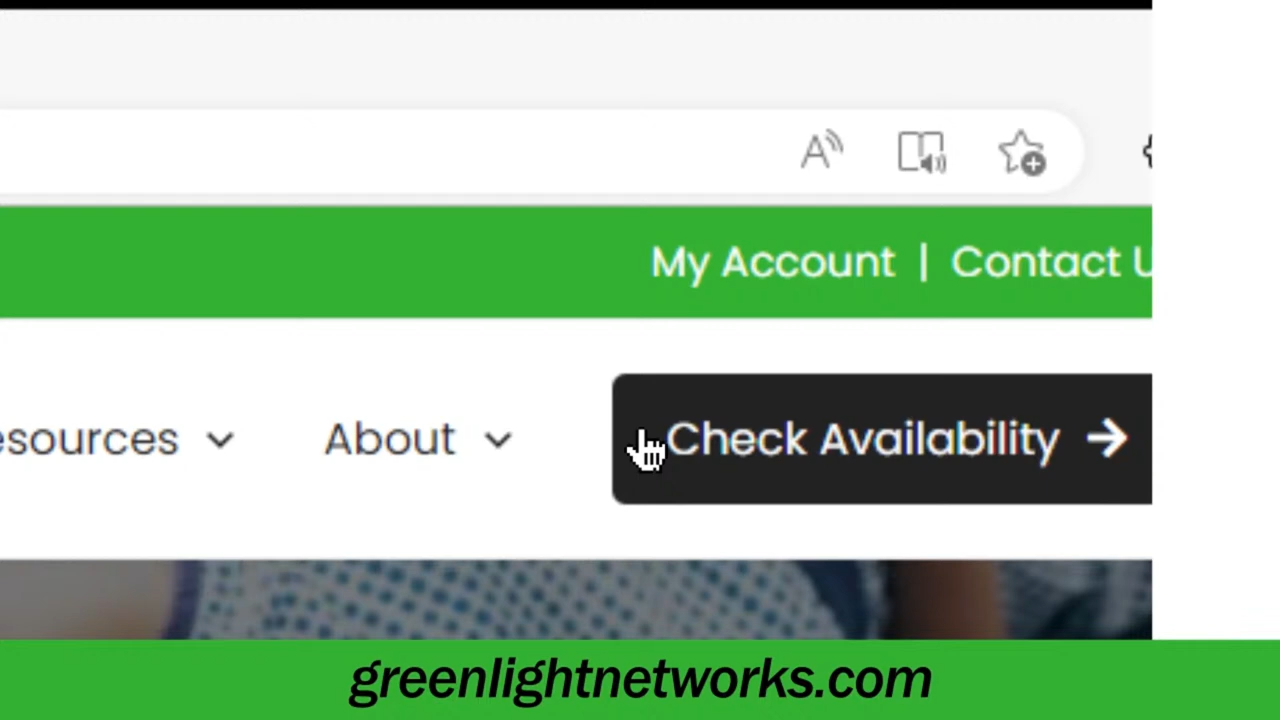 My Account | Contact U
esources About Check Availability →
greenlightnetworks.com